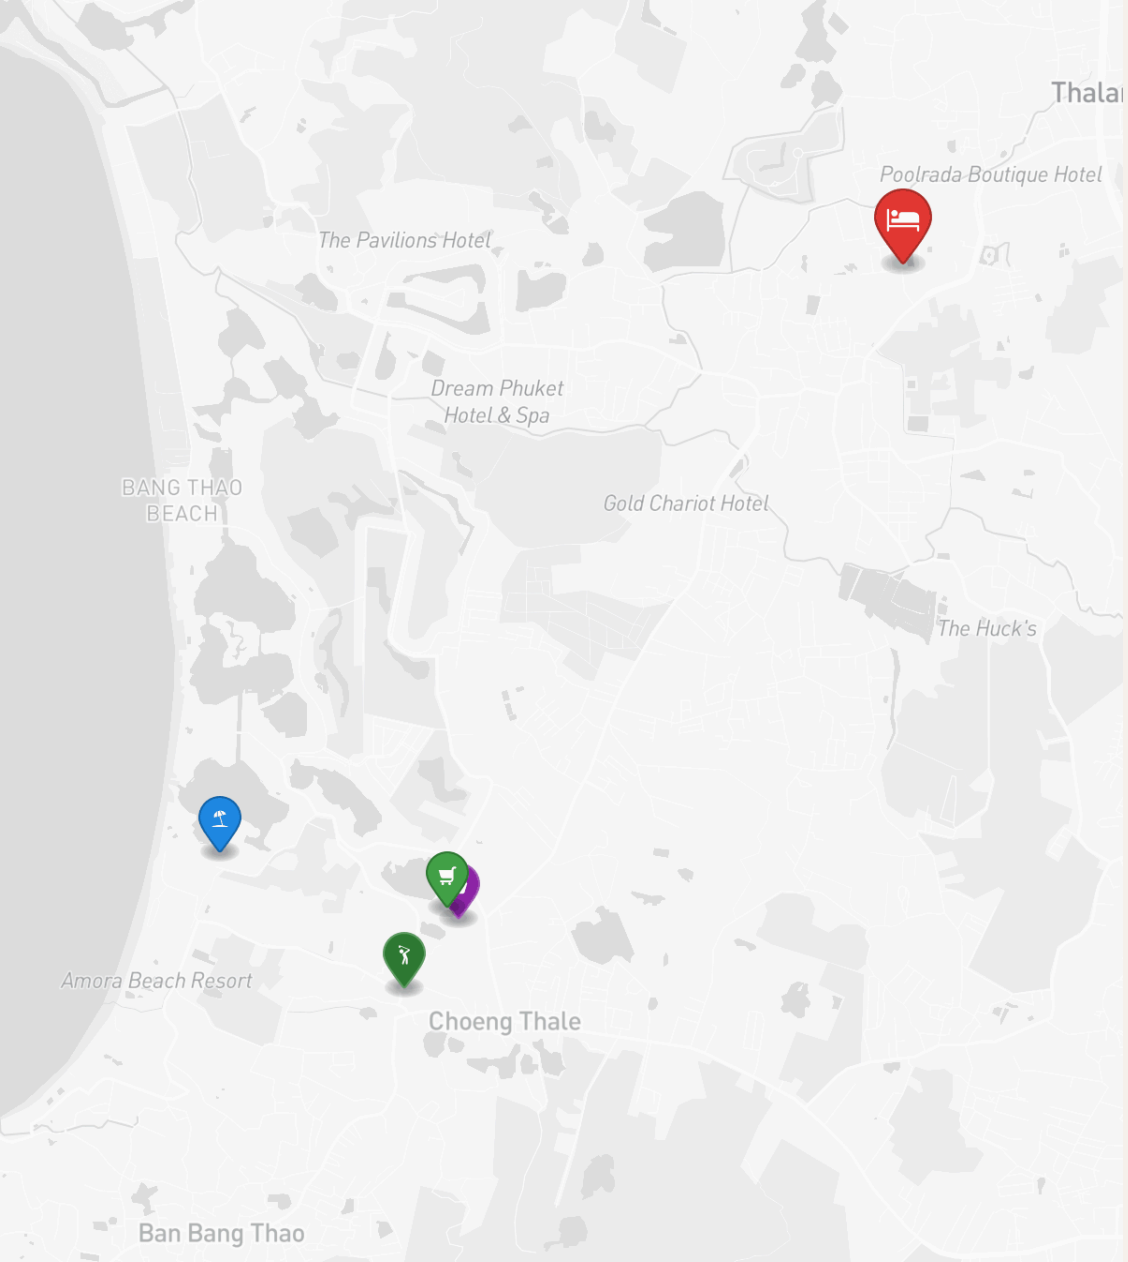 Thala
Poolrada Boutique Hotel
The Pavilions Hotel
Dream Phuket
Hotel & Spa
BANG THAO
BEACH
Gold Chariot Hotel
The Huck's
Amora Beach Resort
Choeng Thale
Ban Bang Thao